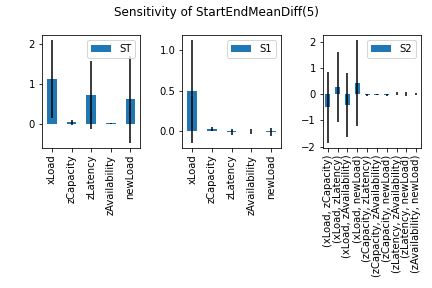 Sensitivity of StartEndMeanDiff(5)
ST
2
1
0
xLoad
zCapacity
zLatency
zAvailability
newLoad
S1
1.0
0.5
0.0
xLoad
zCapacity
zLatency
zAvailability
newLoad
S2
2
1
0
−1
−2
(xLoad, zCapacity)
(xLoad, zLatency)
(xLoad, zAvailability)
(xLoad, newLoad)
(zCapacity, zLatency)
(zCapacity, zAvailability)
(zCapacity, newLoad)
(zLatency, zAvailability)
(zLatency, newLoad)
(zAvailability, newLoad)